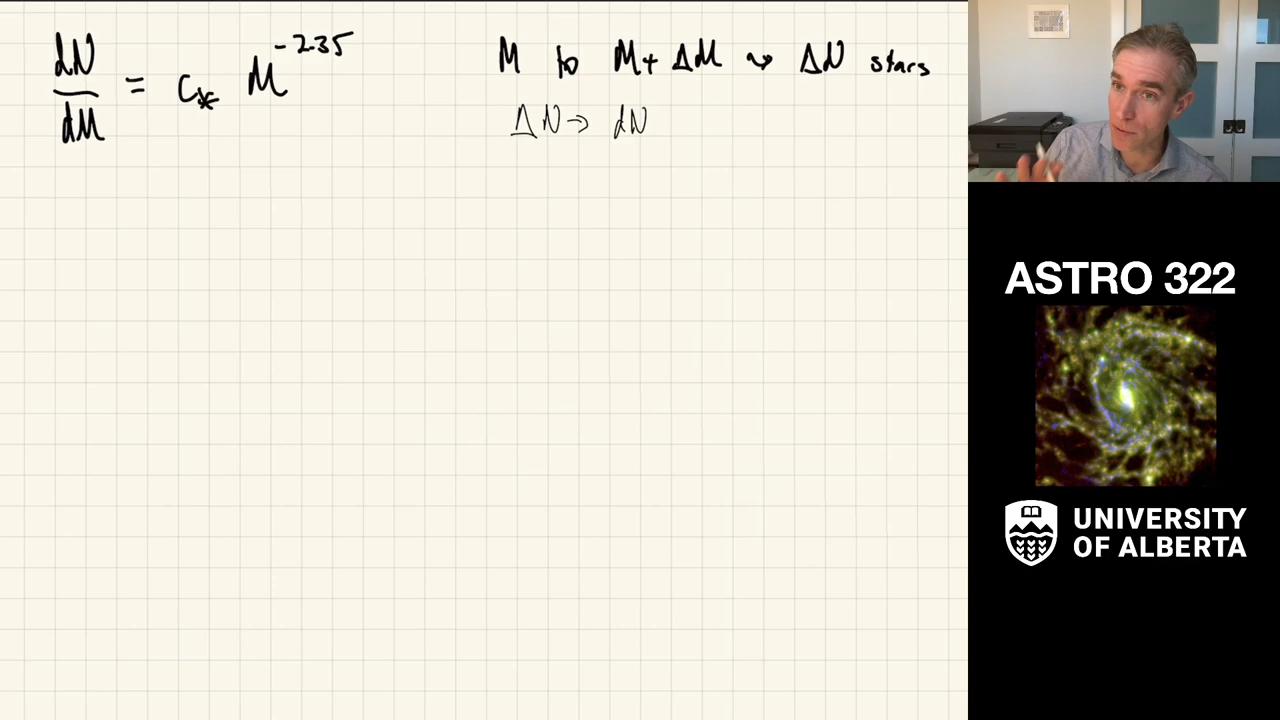 dN/dM = C* M^-2.35
M to M+ ΔM ⇝ ΔN stars
ΔN → dN
ASTRO 322
UNIVERSITY
OF ALBERTA